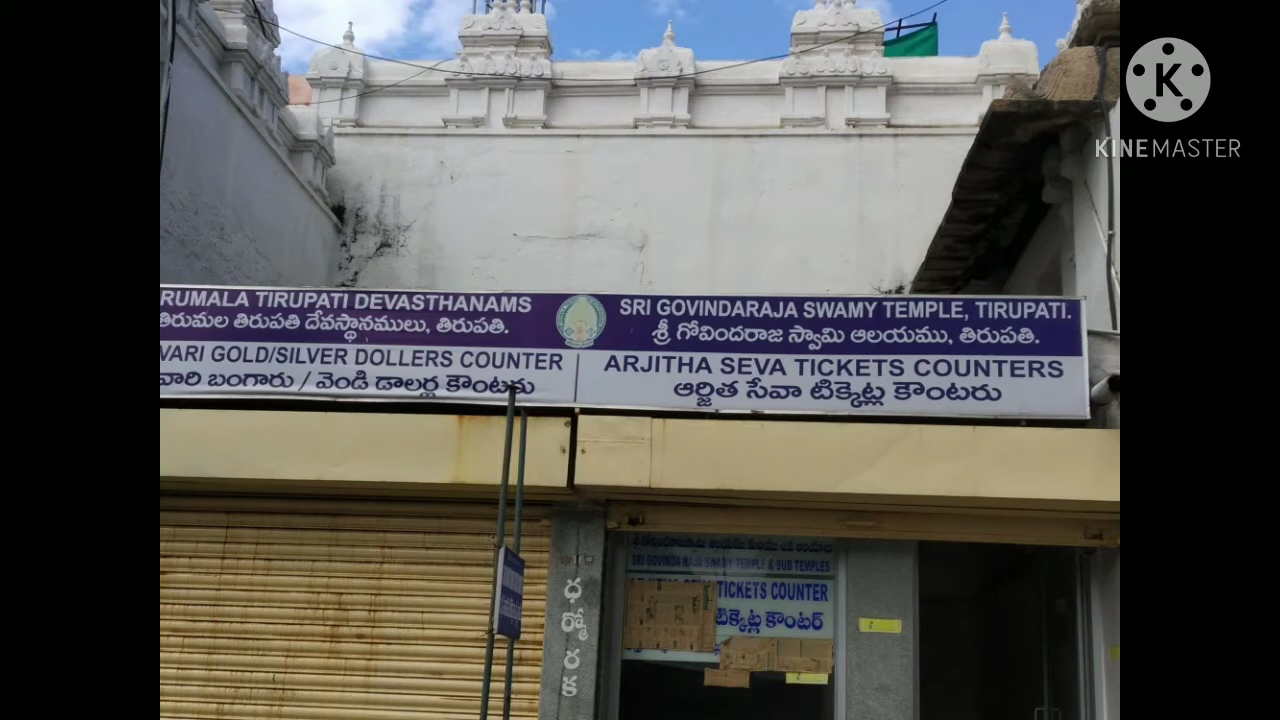 KINEMASTER
RUMALA TIRUPATI DEVASTHANAMS
తిరుమల తిరుపతి దేవస్థానములు, తిరుపతి.
VARI GOLD/SILVER DOLLERS COUNTER
వారి బంగారు / వెండి డాలర్ల కౌంటరు
SRI GOVINDARAJA SWAMY TEMPLE, TIRUPATI.
శ్రీ గోవిందరాజ స్వామి ఆలయము, తిరుపతి.
ARJITHA SEVA TICKETS COUNTERS
ఆర్జిత సేవా టిక్కెట్ల కౌంటరు
SRI GOVINDA RAJA SWAMY TEMPLE & SUB TEMPLES
TICKETS COUNTER
టిక్కెట్ల కౌంటర్
ధర్మోరక